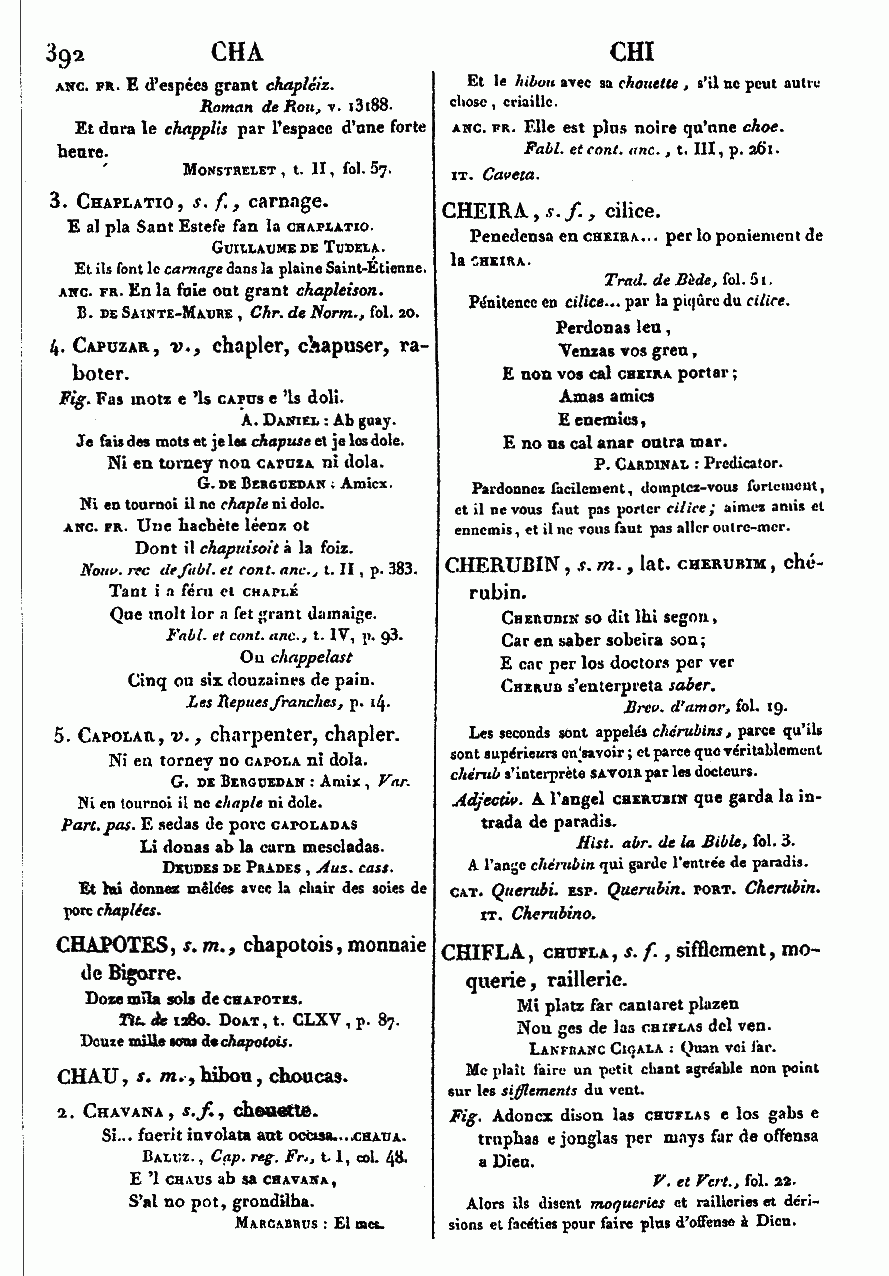 392 CHA CHI
ANC. FR. E d'espées grant chapléiz.
Roman de Rou, v. 13188.
Et dura le chapplis par l'espace d'une forte
heure.
MONSTRELET, t. II, fol. 57.
3. CHAPLATIO, s. f., carnage.
E al pla Sant Estefe fan la CHAPLATIO.
GUILLAUME DE TUDELA.
Et ils font le carnage dans la plaine Saint-Étienne.
ANC. FR. En la fuie out grant chapleison.
B. DE SAINTE-MAURE, Chr. de Norm., fol. 20.
4. CAPUZAR, v., chapler, chapuser, ra-
boter.
Fig. Fas motz e 'ls CAPUS e 'ls doli.
A. DANIEL : Ab guay.
Je fais des mots et je les chapuse et je les dole.
Ni en torney non CAPUZA ni dola.
G. DE BERGUEDAN : Amicx.
Ni en tournoi il ne chaple ni dole.
ANC. FR. Une hachète léenz ot
Dont il chapuisoit à la foiz.
Nouv. rec de fabl. et cont. anc., t. II, p. 383.
Tant i a féru et CHAPLÉ
Que molt lor a fet grant damaige.
Fabl. et cont. anc., t. IV, p. 93.
Ou chappelast
Cinq ou six douzaines de pain.
Les Repues franches, p. 14.
5. CAPOLAR, v., charpenter, chapler.
Ni en torney no CAPOLA ni dola.
G. DE BERGUEDAN : Amix, Var.
Ni en tournoi il ne chaple ni dole.
Part. pas. E sedas de porc CAPOLADAS
Li donas ab la carn mescladas.
DEUDES DE PRADES, Auz. cass.
Et lui donnez mêlées avec la chair des soies de
porc chaplées.
CHAPOTES, s. m., chapotois, monnaie
de Bigorre.
Doze mila sols de CHAPOTES.
Tit. de 1280. DOAT, t. CLXV, p. 87.
Douze mille sous de chapotois.
CHAU, s. m., hibou, choucas.
2. CHAVANA, s. f., chouette.
Si... fuerit involata aut occisa...CHAUA.
BALUZ., Cap. reg. Fr., t. I, col. 48.
E 'l CHAUS ab sa CHAVANA,
S'al no pot, grondilha.
MARCABRUS : El mes.
Et le hibou avec sa chouette, s'il ne peut autre
chose, criaille.
ANC. FR. Elle est plus noire qu'une choe.
Fabl. et cont. anc., t. III, p. 261.
IT. Caveta.
CHEIRA, s. f., cilice.
Penedensa en CHEIRA... per lo poniement de
la CHEIRA.
Trad. de Bède, fol. 51.
Pénitence en cilice... par la piqûre du cilice.
Perdonas leu,
Venzas vos greu,
E non vos cal CHEIRA portar;
Amas amics
E enemics,
E no us cal anar outra mar.
P. CARDINAL : Predicator.
Pardonnez facilement, domptez-vous fortement,
et il ne vous faut pas porter cilice; aimez amis et
ennemis, et il ne vous faut pas aller outre-mer.
CHERUBIN, s. m., lat. CHERUBIM, ché-
rubin.
CHERUBIN so dit lhi segon,
Car en saber sobeira son;
E car per los doctors per ver
CHERUB s'enterpreta saber.
Brev. d'amor, fol. 19.
Les seconds sont appelés chérubins, parce qu'ils
sont supérieurs en savoir; et parce que véritablement
chérub s'interprète SAVOIR par les docteurs.
Adjectiv. A l'angel CHERUBIN que garda la in-
trada de paradis.
Hist. abr. de la Bible, fol. 3.
A l'ange chérubin qui garde l'entrée de paradis.
CAT. Querubi. ESP. Querubin. PORT. Cherubin.
IT. Cherubino.
CHIFLA, CHUFLA, s. f., sifflement, mo-
querie, raillerie.
Mi platz far cantaret plazen
Nou ges de las CHIFLAS del ven.
LANFRANC CIGALA : Quan vei far.
Me plaît faire un petit chant agréable non point
sur les sifflements du vent.
Fig. Adoncx dison las CHUFLAS e los gabs e
truphas e jonglas per mays far de offensa
a Dieu.
V. et Vert., fol. 22.
Alors ils disent moqueries et railleries et déri-
sions et facéties pour faire plus d'offense à Dieu.